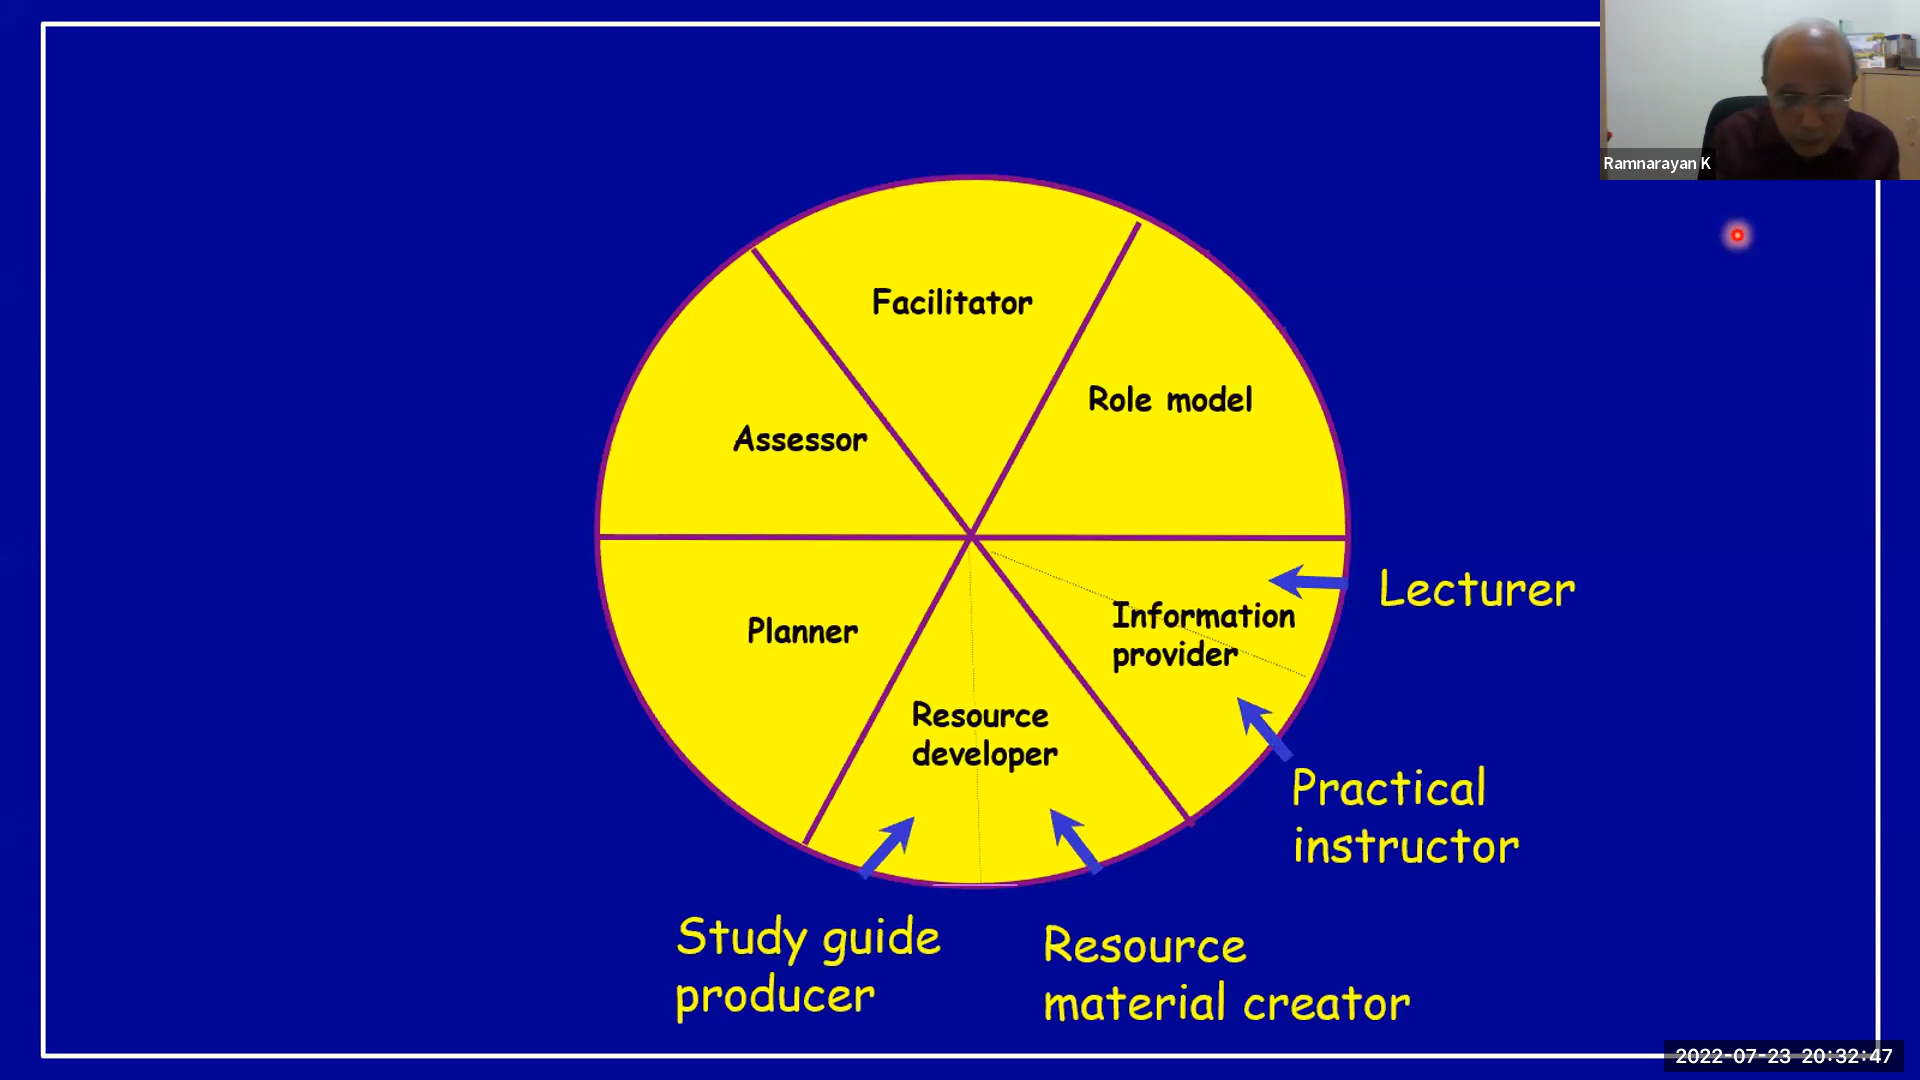 Ramnarayan K
Facilitator
Role model
Assessor
Information
provider
Lecturer
Planner
Resource
developer
Practical
instructor
Study guide
producer
Resource
material creator
2022-07-23 20:32:47